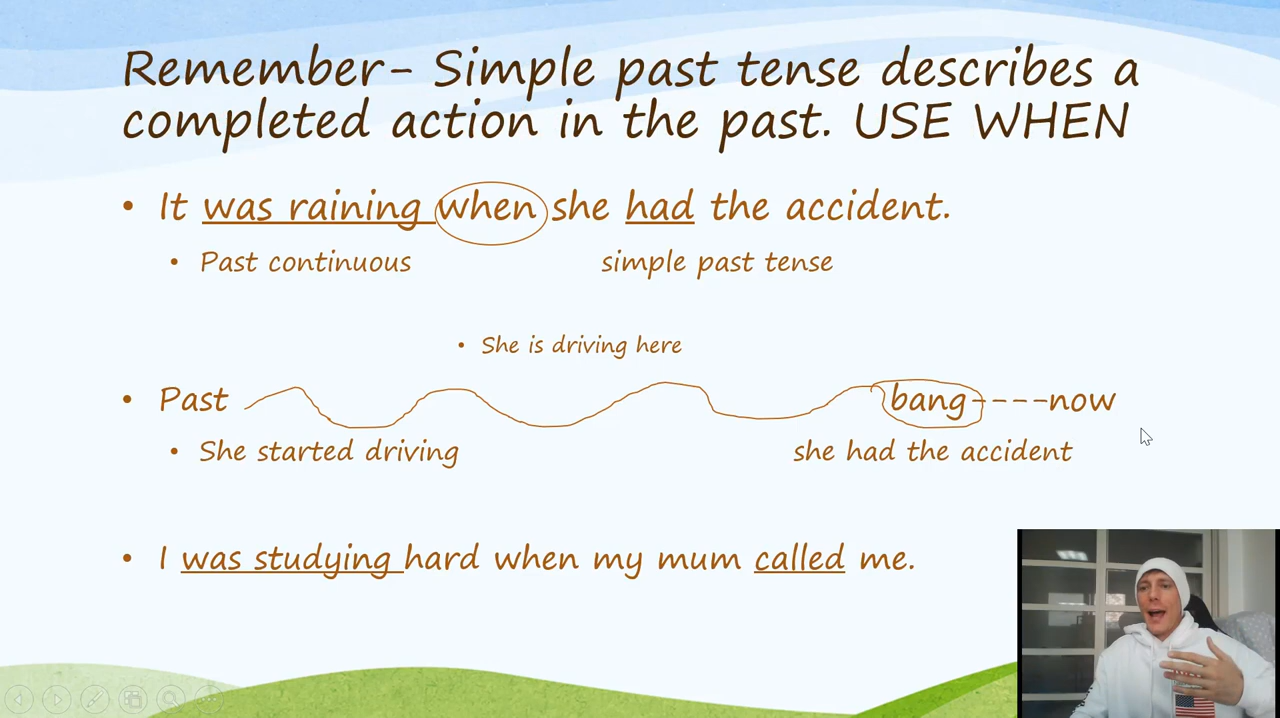 Remember- Simple past tense describes a
completed action in the past. USE WHEN
• It was raining when she had the accident.
• Past continuous simple past tense
• She is driving here
• Past bang----now
• She started driving she had the accident
• I was studying hard when my mum called me.